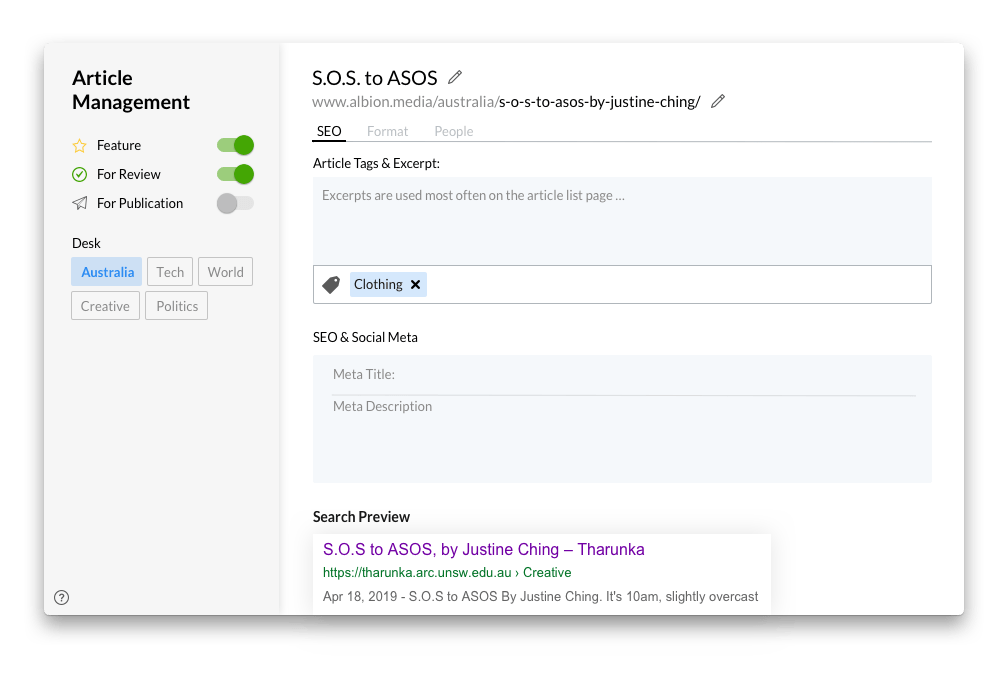 Article
Management
Feature
For Review
For Publication
Desk
Australia Tech World
Creative Politics
S.O.S. to ASOS
www.albion.media/australia/s-o-s-to-asos-by-justine-ching/
SEO Format People
Article Tags & Excerpt:
Excerpts are used most often on the article list page ...
Clothing
SEO & Social Meta
Meta Title:
Meta Description
Search Preview
S.O.S to ASOS, by Justine Ching – Tharunka
https://tharunka.arc.unsw.edu.au › Creative
Apr 18, 2019 - S.O.S to ASOS By Justine Ching. It's 10am, slightly overcast